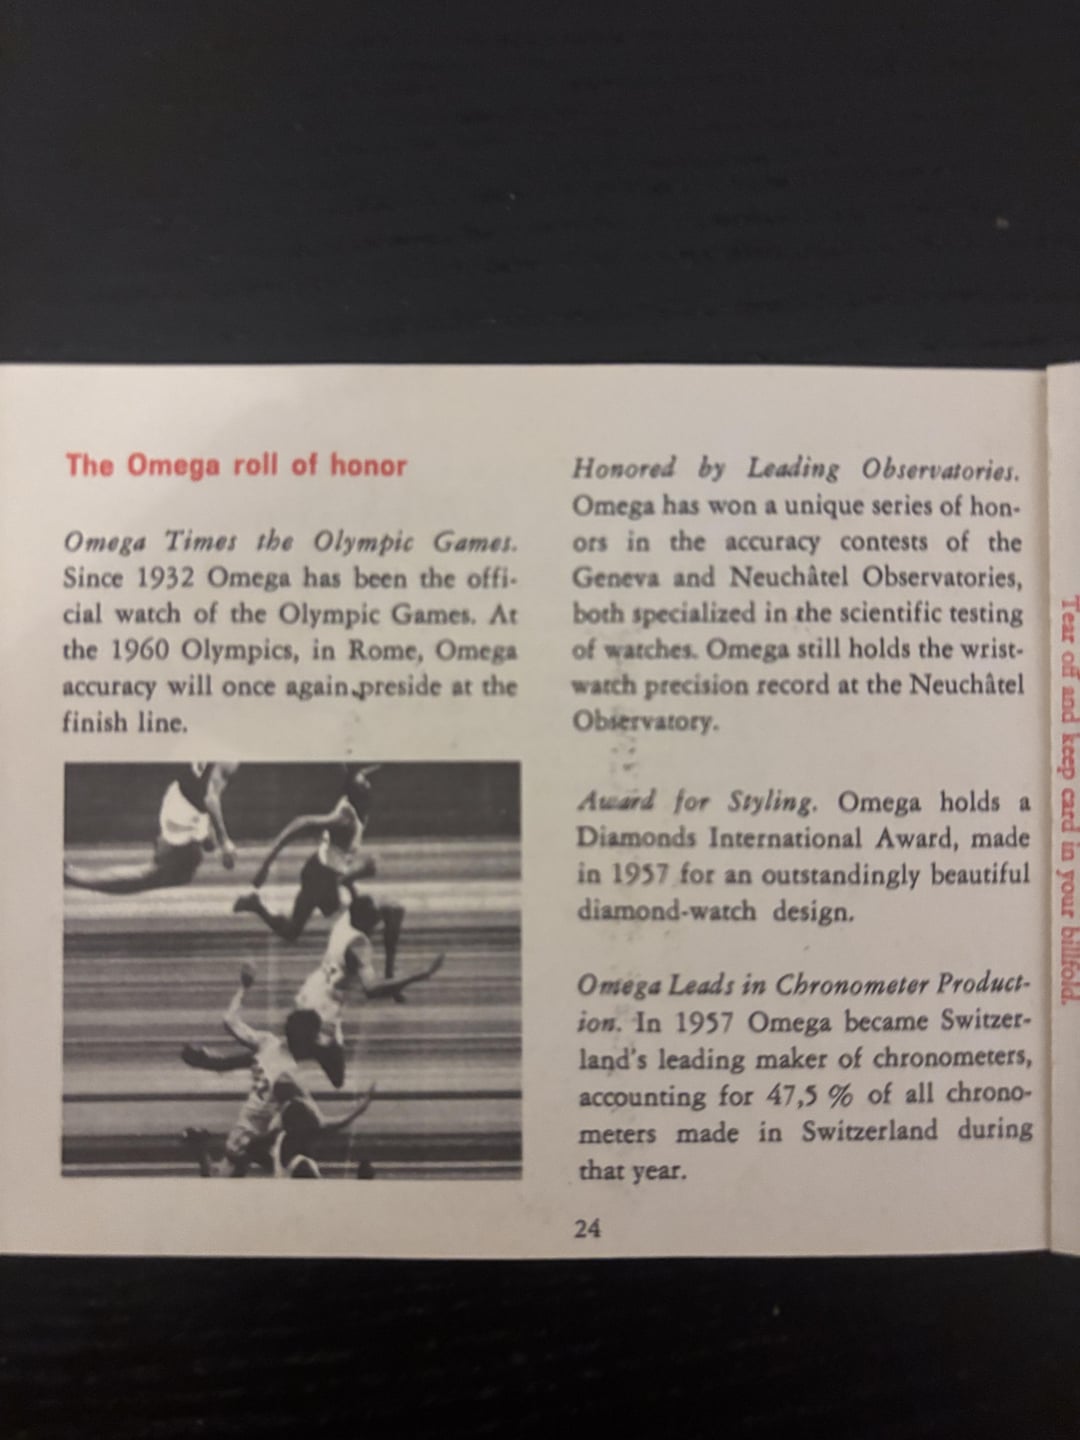 The Omega roll of honor
Omega Times the Olympic Games.
Since 1932 Omega has been the offi-
cial watch of the Olympic Games. At
the 1960 Olympics, in Rome, Omega
accuracy will once again preside at the
finish line.
Honored by Leading Observatories.
Omega has won a unique series of hon-
ors in the accuracy contests of the
Geneva and Neuchâtel Observatories,
both specialized in the scientific testing
of watches. Omega still holds the wrist-
watch precision record at the Neuchâtel
Observatory.
Award for Styling. Omega holds a
Diamonds International Award, made
in 1957 for an outstandingly beautiful
diamond-watch design.
Omega Leads in Chronometer Product-
ion. In 1957 Omega became Switzer-
land's leading maker of chronometers,
accounting for 47,5 % of all chrono-
meters made in Switzerland during
that year.
24
Tear off and keep card in your billfold.